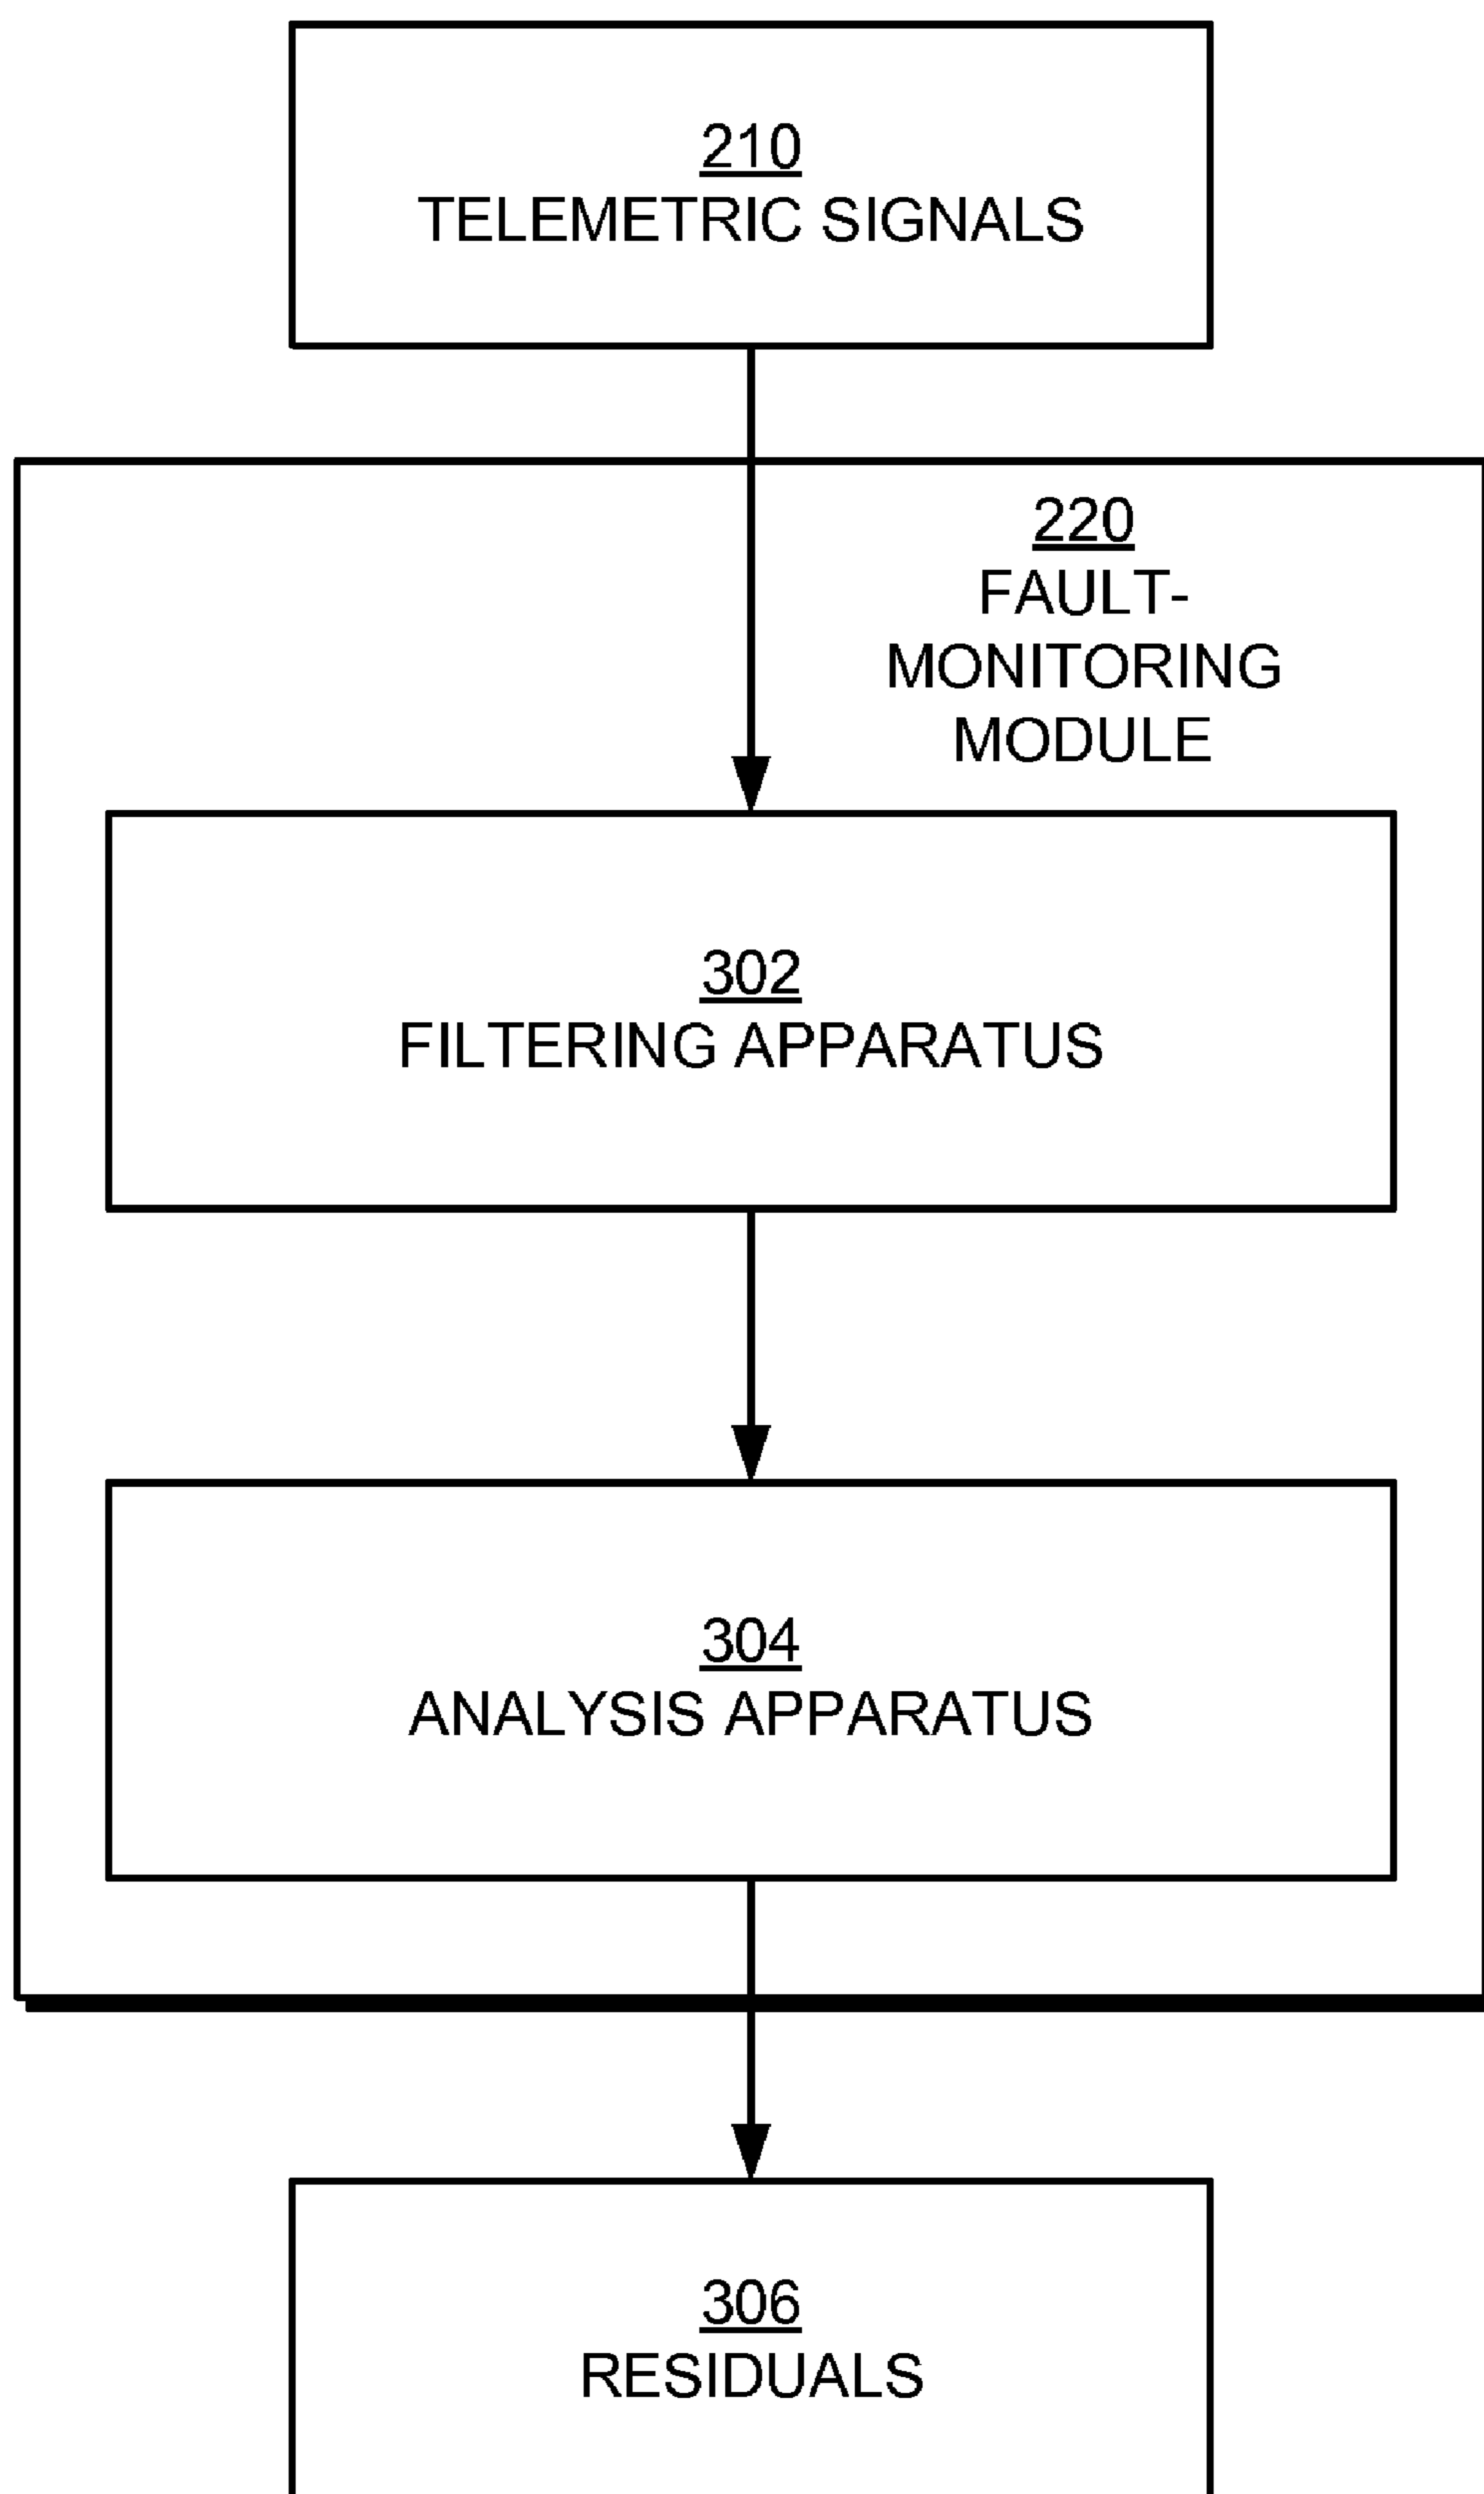 210
TELEMETRIC SIGNALS
220
FAULT-
MONITORING
MODULE
302
FILTERING APPARATUS
304
ANALYSIS APPARATUS
306
RESIDUALS